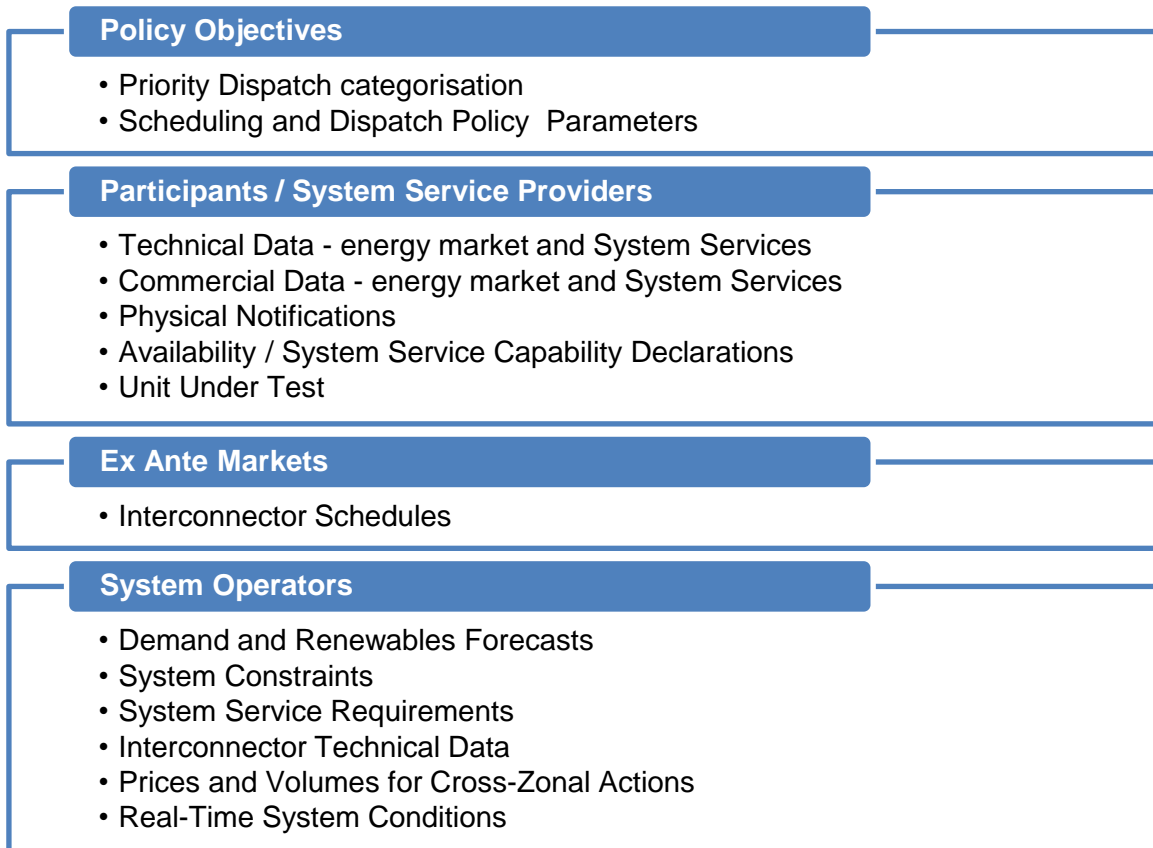 Policy Objectives
• Priority Dispatch categorisation
• Scheduling and Dispatch Policy  Parameters
Participants / System Service Providers
• Technical Data - energy market and System Services
• Commercial Data - energy market and System Services
• Physical Notifications
• Availability / System Service Capability Declarations
• Unit Under Test
Ex Ante Markets
• Interconnector Schedules
System Operators
• Demand and Renewables Forecasts
• System Constraints
• System Service Requirements
• Interconnector Technical Data
• Prices and Volumes for Cross-Zonal Actions
• Real-Time System Conditions